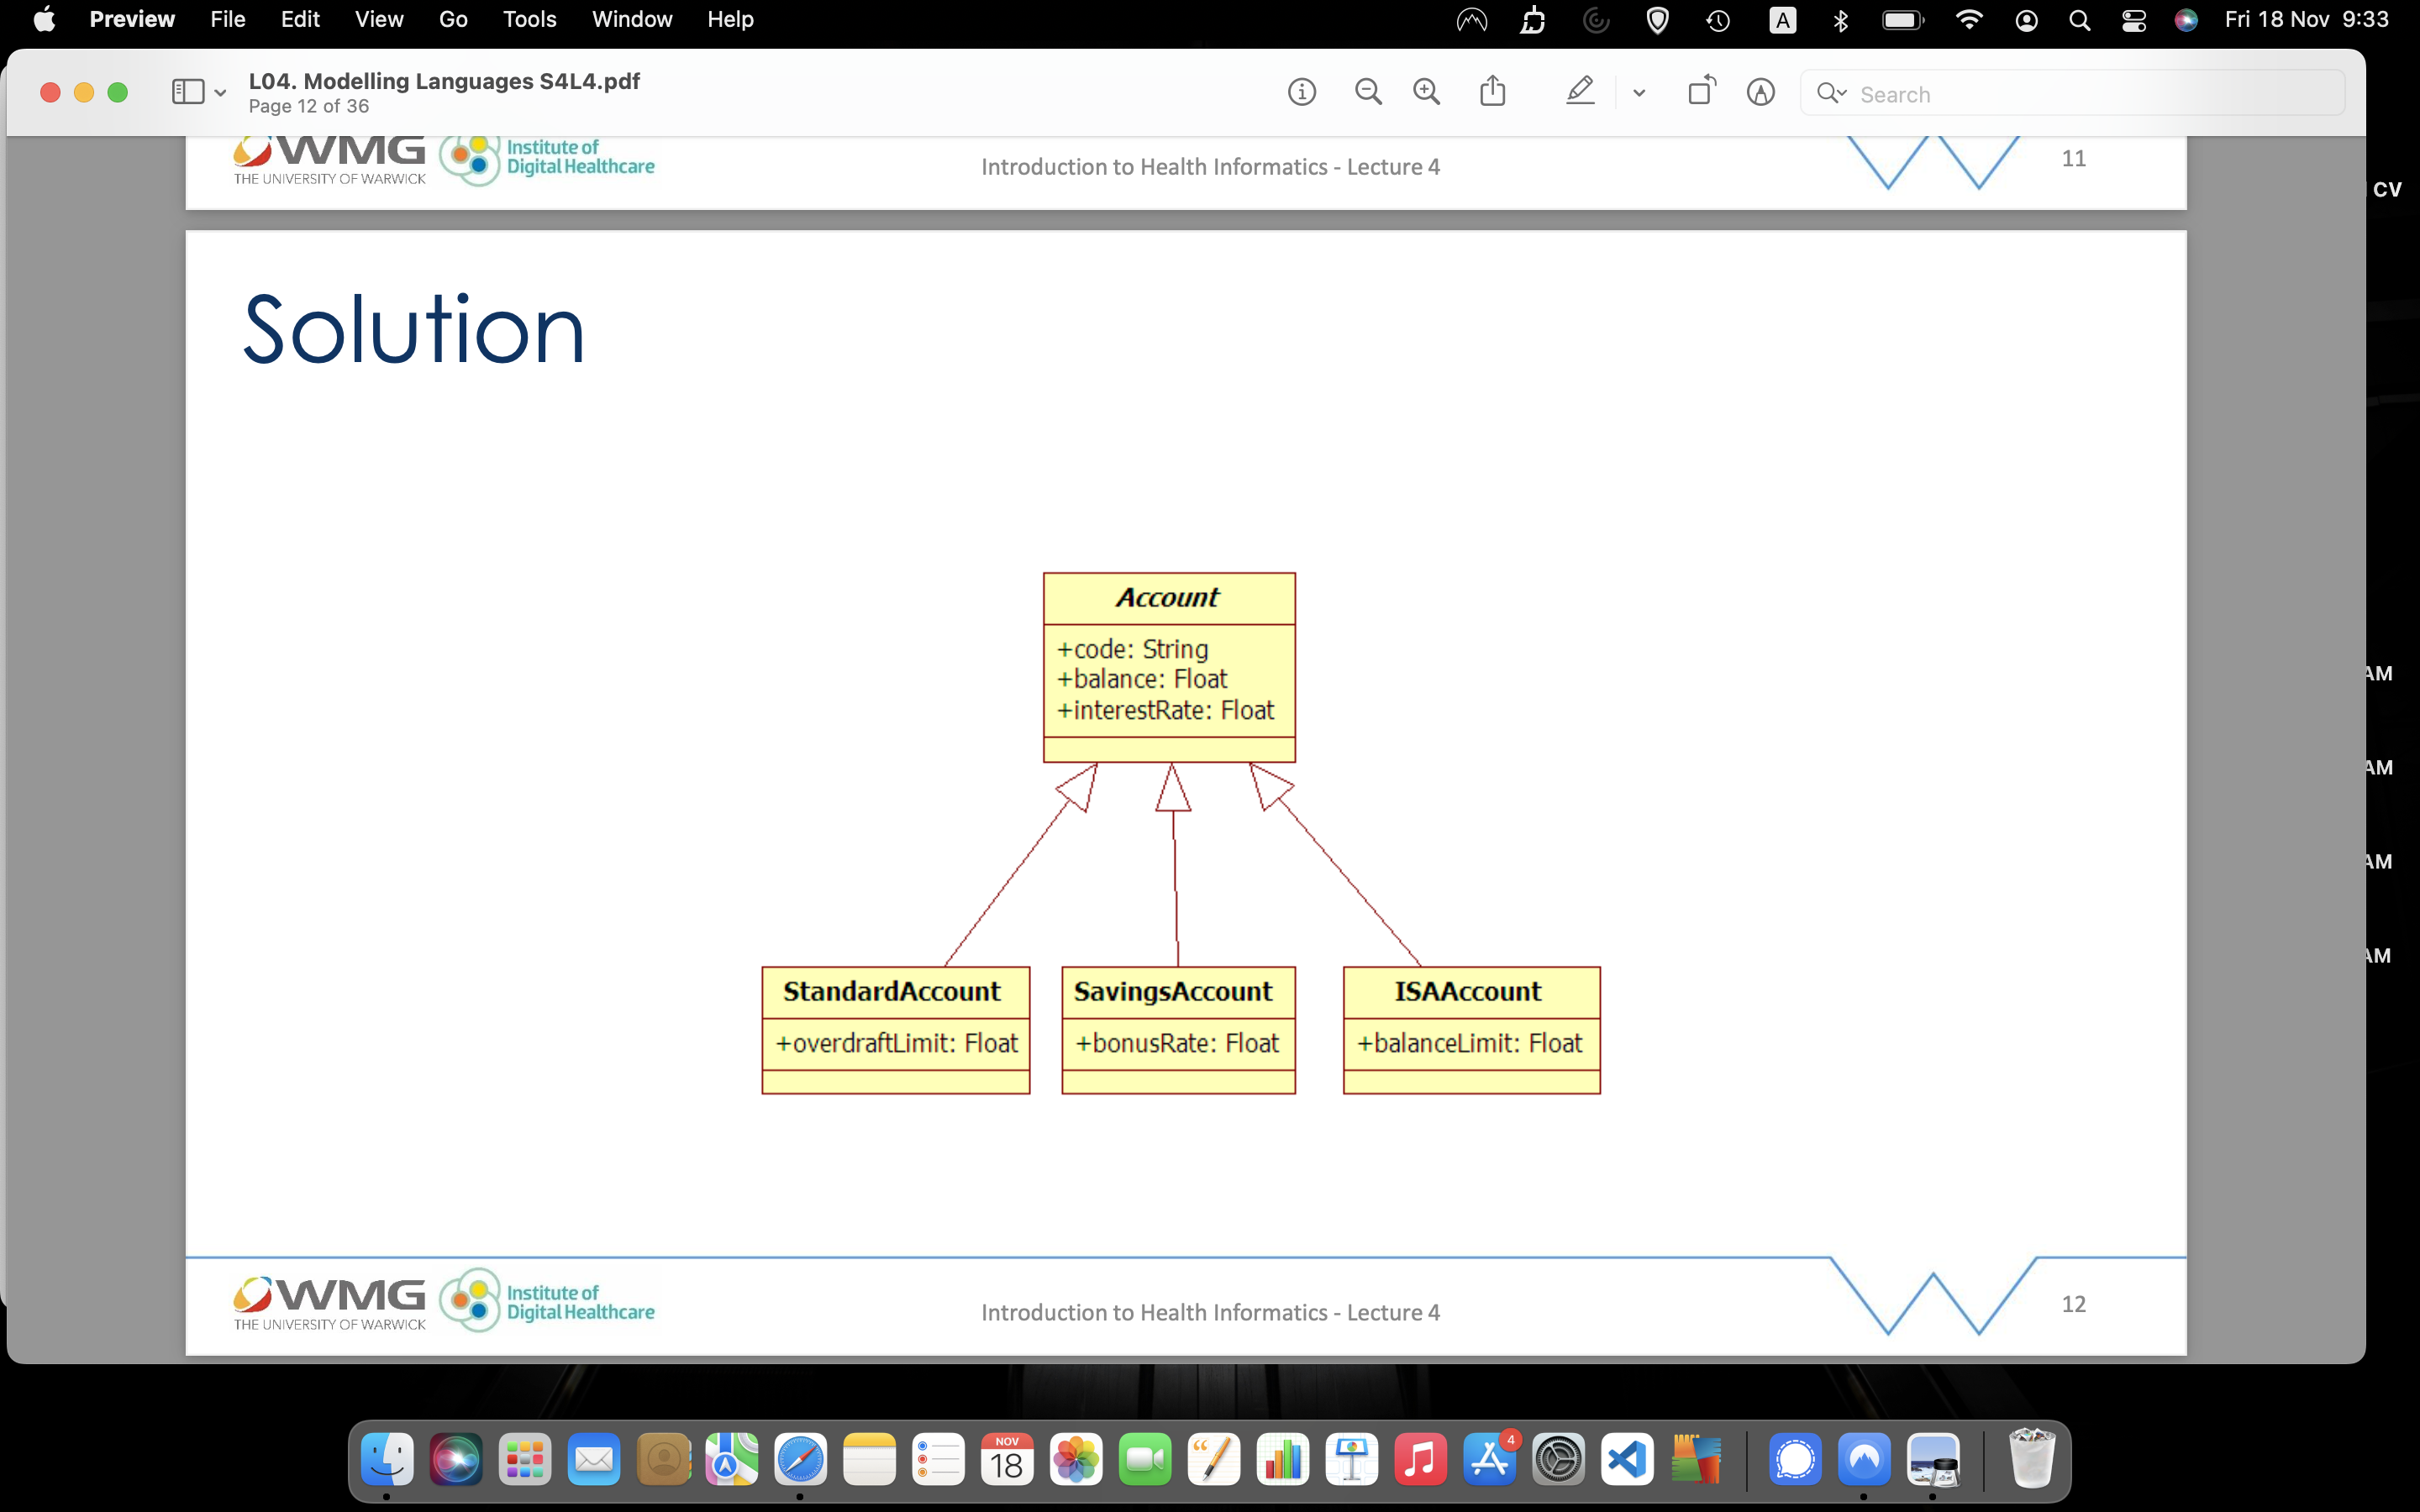 Preview File Edit View Go Tools Window Help
A
Fri 18 Nov 9:33
L04. Modelling Languages S4L4.pdf
Page 12 of 36
Search
CV
WMG
THE UNIVERSITY OF WARWICK
Institute of
Digital Healthcare
Introduction to Health Informatics - Lecture 4
11
Solution
Account
+code: String
+balance: Float
+interestRate: Float
AM
AM
AM
AM
StandardAccount
+overdraftLimit: Float
SavingsAccount
+bonusRate: Float
ISAAccount
+balanceLimit: Float
WMG
THE UNIVERSITY OF WARWICK
Institute of
Digital Healthcare
Introduction to Health Informatics - Lecture 4
12
NOV
18
4